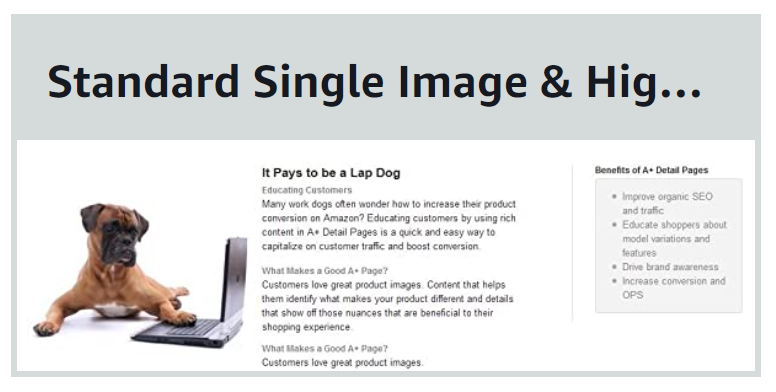 Standard Single Image & Hig...
It Pays to be a Lap Dog
Educating Customers
Many work dogs often wonder how to increase their product
conversion on Amazon? Educating customers by using rich
content in A+ Detail Pages is a quick and easy way to
capitalize on customer traffic and boost conversion.
What Makes a Good A+ Page?
Customers love great product images. Content that helps
them identify what makes your product different and details
that show off those nuances that are beneficial to their
shopping experience.
What Makes a Good A+ Page?
Customers love great product images.
Benefits of A+ Detail Pages
• Improve organic SEO
and traffic
• Educate shoppers about
model variations and
features
• Drive brand awareness
• Increase conversion and
OPS